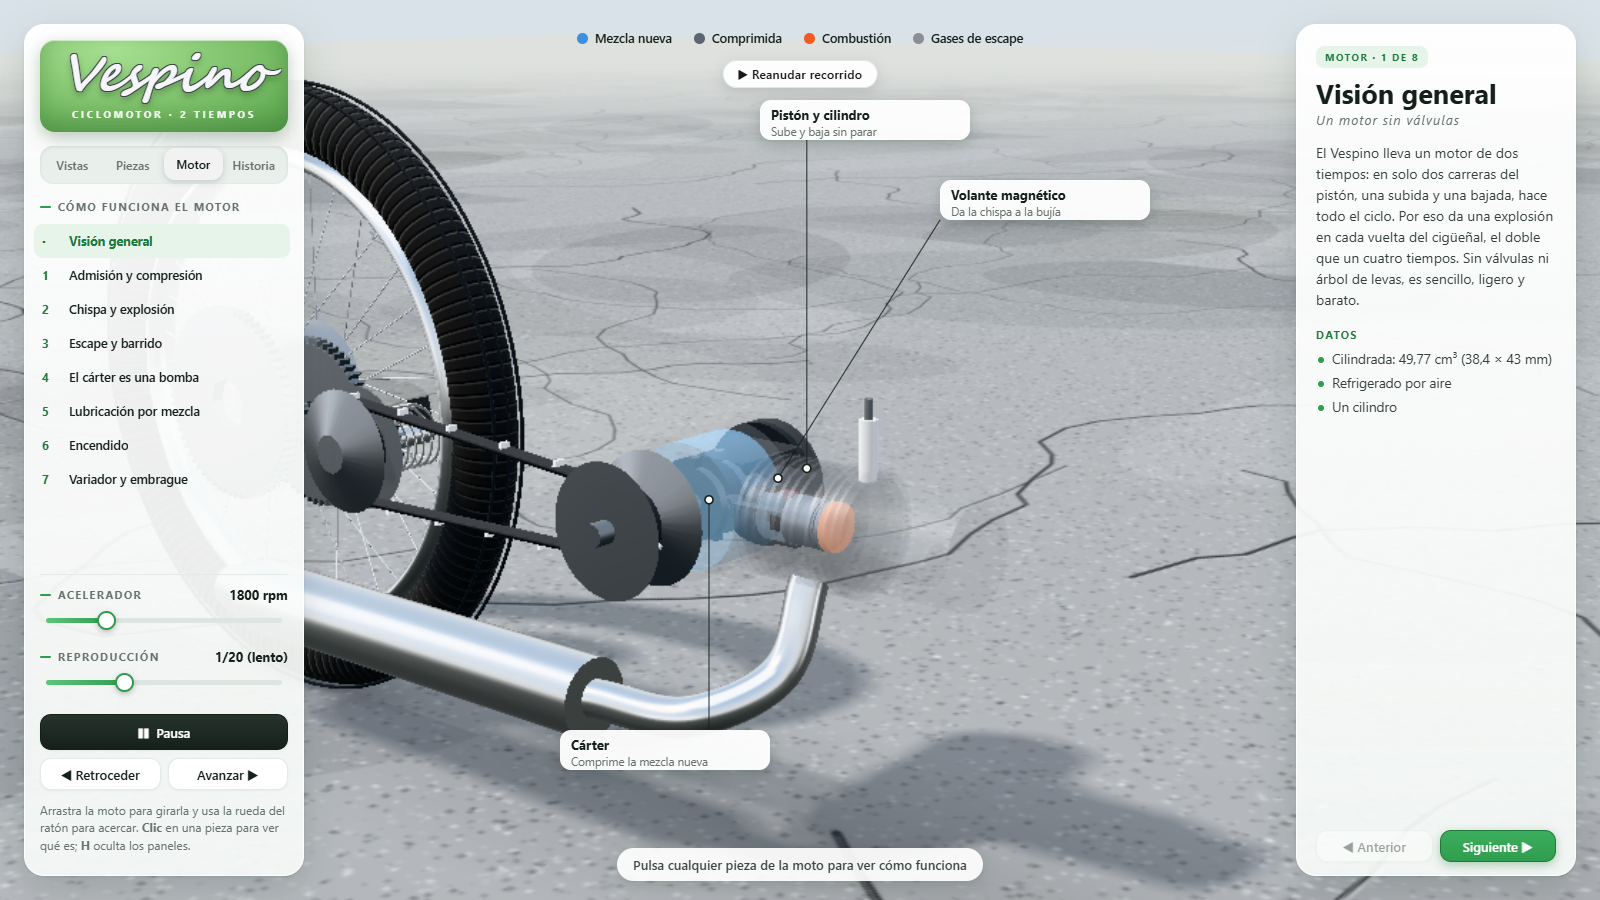 Vespino
CICLOMOTOR · 2 TIEMPOS
Vistas
Piezas
Motor
Historia
CÓMO FUNCIONA EL MOTOR
· Visión general
1 Admisión y compresión
2 Chispa y explosión
3 Escape y barrido
4 El cárter es una bomba
5 Lubricación por mezcla
6 Encendido
7 Variador y embrague
ACELERADOR 1800 rpm
REPRODUCCIÓN 1/20 (lento)
Pausa
◀ Retroceder
Avanzar ▶
Arrastra la moto para girarla y usa la rueda del
ratón para acercar. Clic en una pieza para ver
qué es; H oculta los paneles.
Mezcla nueva
Comprimida
Combustión
Gases de escape
▶ Reanudar recorrido
Pistón y cilindro
Sube y baja sin parar
Volante magnético
Da la chispa a la bujía
Cárter
Comprime la mezcla nueva
Pulsa cualquier pieza de la moto para ver cómo funciona
MOTOR · 1 DE 8
Visión general
Un motor sin válvulas
El Vespino lleva un motor de dos
tiempos: en solo dos carreras del
pistón, una subida y una bajada, hace
todo el ciclo. Por eso da una explosión
en cada vuelta del cigüeñal, el doble
que un cuatro tiempos. Sin válvulas ni
árbol de levas, es sencillo, ligero y
barato.
DATOS
Cilindrada: 49,77 cm³ (38,4 × 43 mm)
Refrigerado por aire
Un cilindro
◀ Anterior
Siguiente ▶